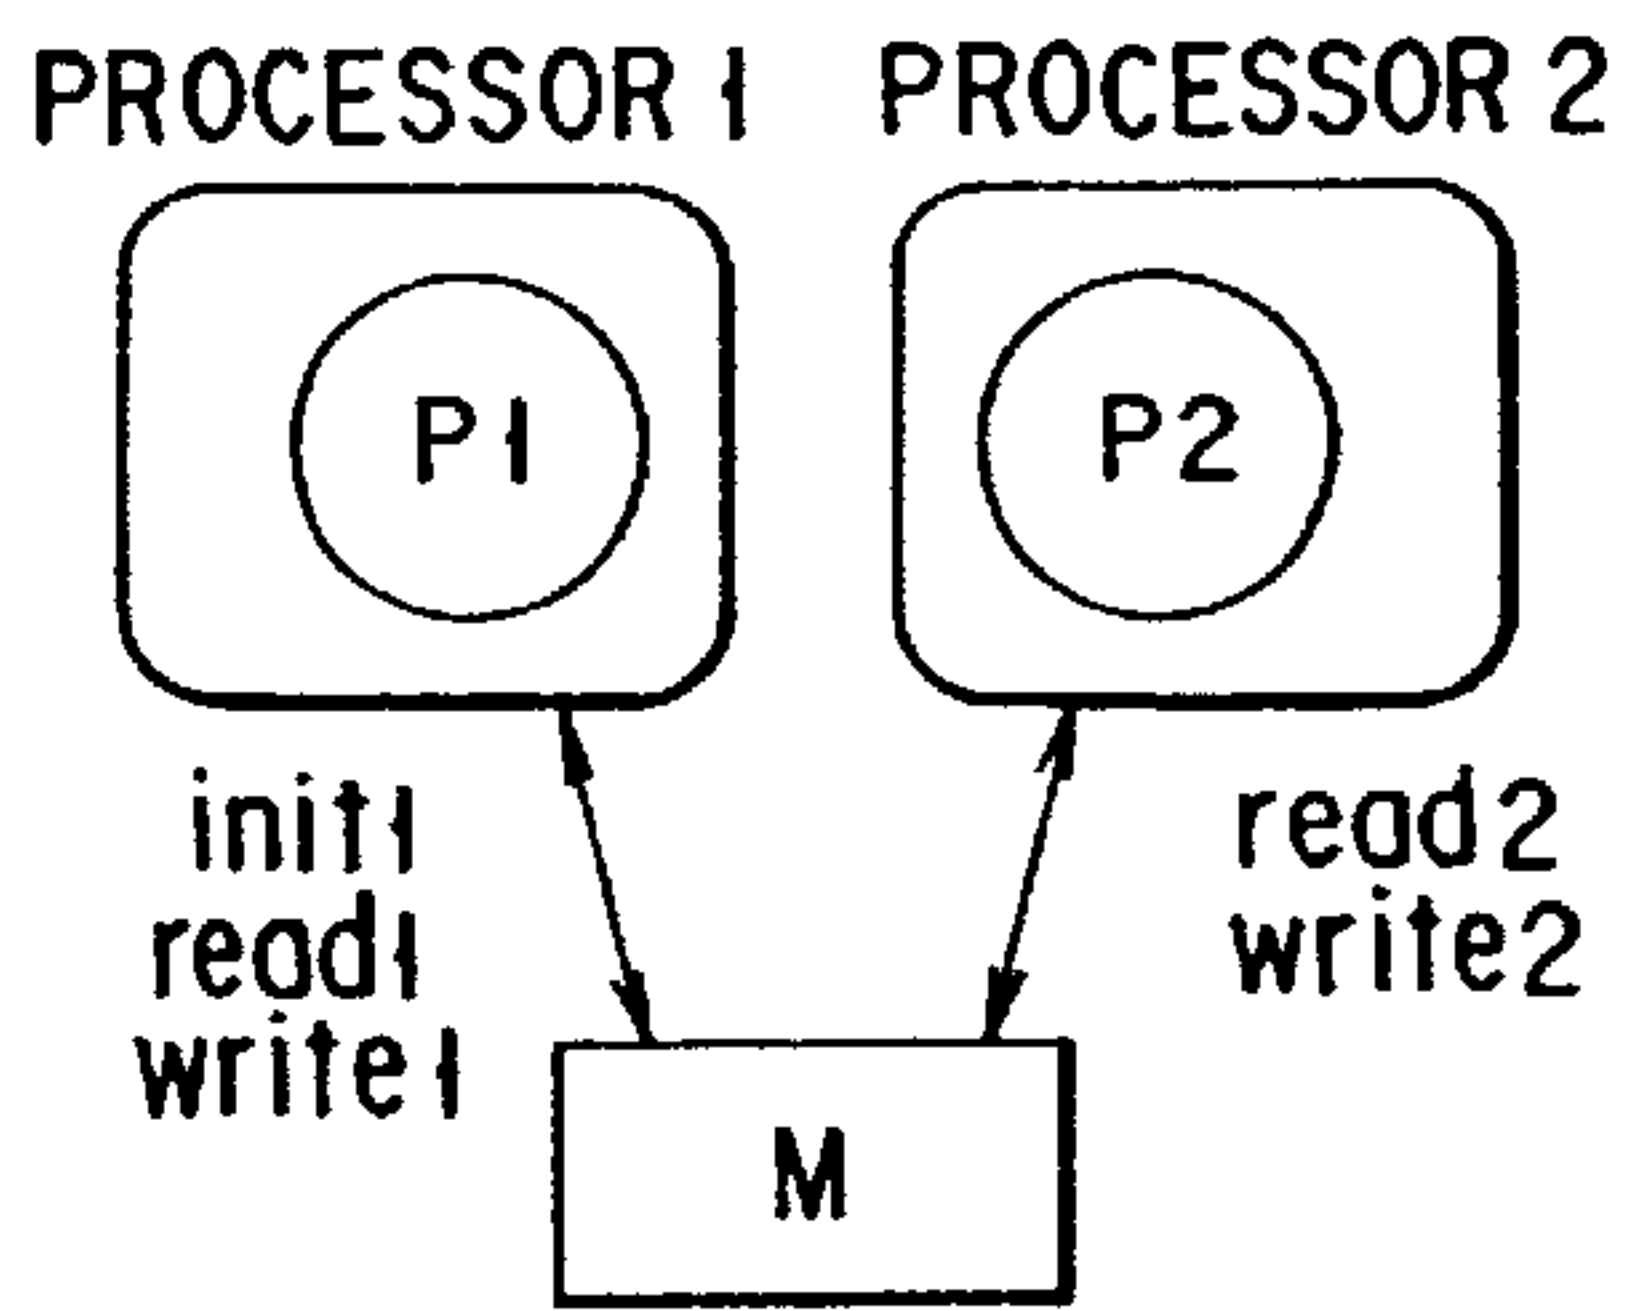 PROCESSOR 1
PROCESSOR 2
P1
P2
init1
read1
write1
read2
write2
M